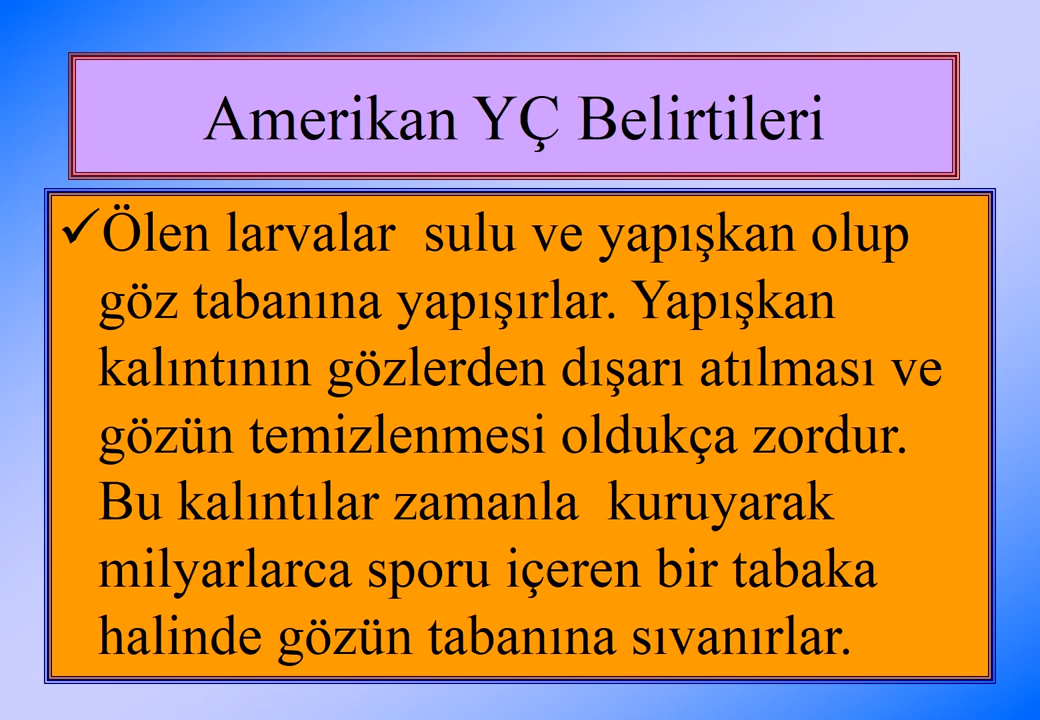 Amerikan YÇ Belirtileri
✓Ölen larvalar  sulu ve yapışkan olup
göz tabanına yapışırlar. Yapışkan
kalıntının gözlerden dışarı atılması ve
gözün temizlenmesi oldukça zordur.
Bu kalıntılar zamanla  kuruyarak
milyarlarca sporu içeren bir tabaka
halinde gözün tabanına sıvanırlar.